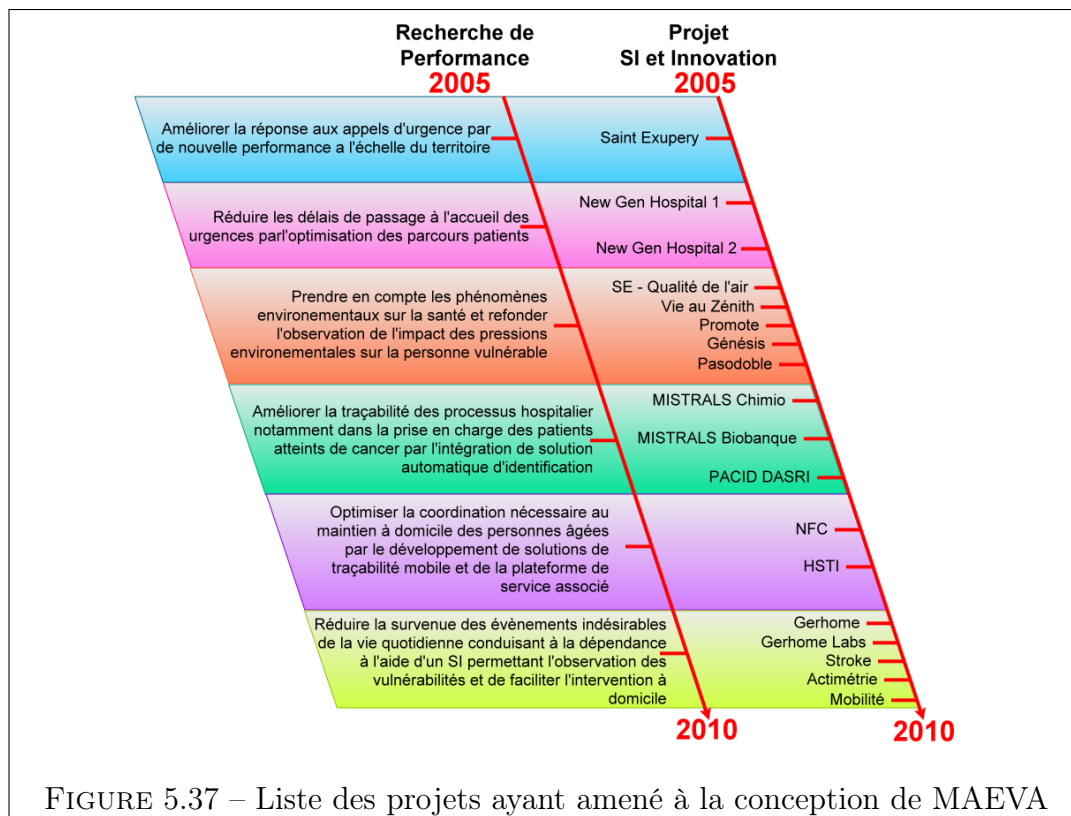 Recherche de
Performance
2005
Projet
SI et Innovation
2005
Améliorer la réponse aux appels d'urgence par
de nouvelle performance a l'échelle du territoire
Saint Exupery
Réduire les délais de passage à l'accueil des
urgences parl'optimisation des parcours patients
New Gen Hospital 1
New Gen Hospital 2
Prendre en compte les phénomènes
environementaux sur la santé et refonder
l'observation de l'impact des pressions
environementales sur la personne vulnérable
SE - Qualité de l'air
Vie au Zénith
Promote
Génésis
Pasodoble
Améliorer la traçabilité des processus hospitalier
notamment dans la prise en charge des patients
atteints de cancer par l'intégration de solution
automatique d'identification
MISTRALS Chimio
MISTRALS Biobanque
PACID DASRI
Optimiser la coordination nécessaire au
maintien à domicile des personnes âgées
par le développement de solutions de
traçabilité mobile et de la plateforme de
service associé
NFC
HSTI
Réduire la survenue des évènements indésirables
de la vie quotidienne conduisant à la dépendance
à l'aide d'un SI permettant l'observation des
vulnérabilités et de faciliter l'intervention à
domicile
Gerhome
Gerhome Labs
Stroke
Actimétrie
Mobilité
2010
2010
FIGURE 5.37 – Liste des projets ayant amené à la conception de MAEVA